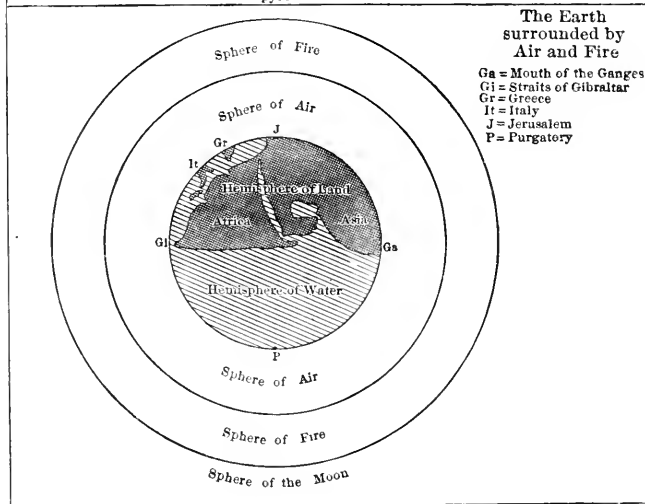 The Earth
surrounded by
Air and Fire
Ga = Mouth of the Ganges
Gi = Straits of Gibraltar
Gr = Greece
It = Italy
J = Jerusalem
P = Purgatory
Sphere of Fire
Sphere of Air
J
Gr
It
Hemisphere of Land
Africa
Asia
Gi
Ga
Hemisphere of Water
P
Sphere of Air
Sphere of Fire
Sphere of the Moon